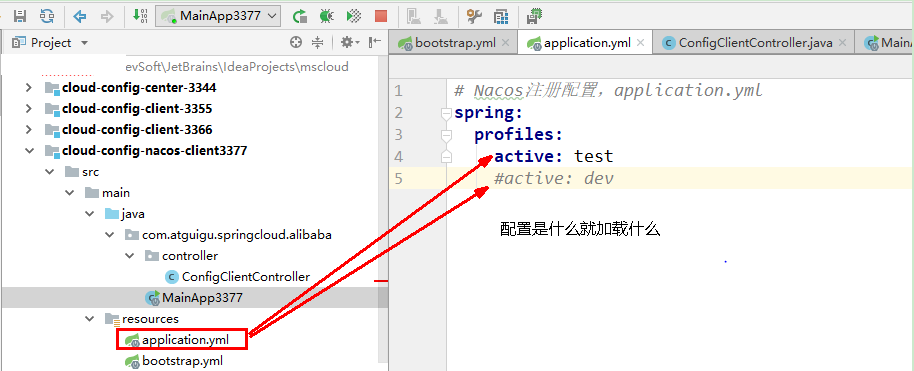 MainApp3377
Project
bootstrap.yml
application.yml
ConfigClientController.java
MainA
evSoft\JetBrains\IdeaProjects\mscloud
cloud-config-center-3344
cloud-config-client-3355
cloud-config-client-3366
cloud-config-nacos-client3377
src
main
java
com.atguigu.springcloud.alibaba
controller
ConfigClientController
MainApp3377
resources
application.yml
bootstrap.yml
1 # Nacos注册配置，application.yml
2 spring:
3 profiles:
4 active: test
5 #active: dev
配置是什么就加载什么